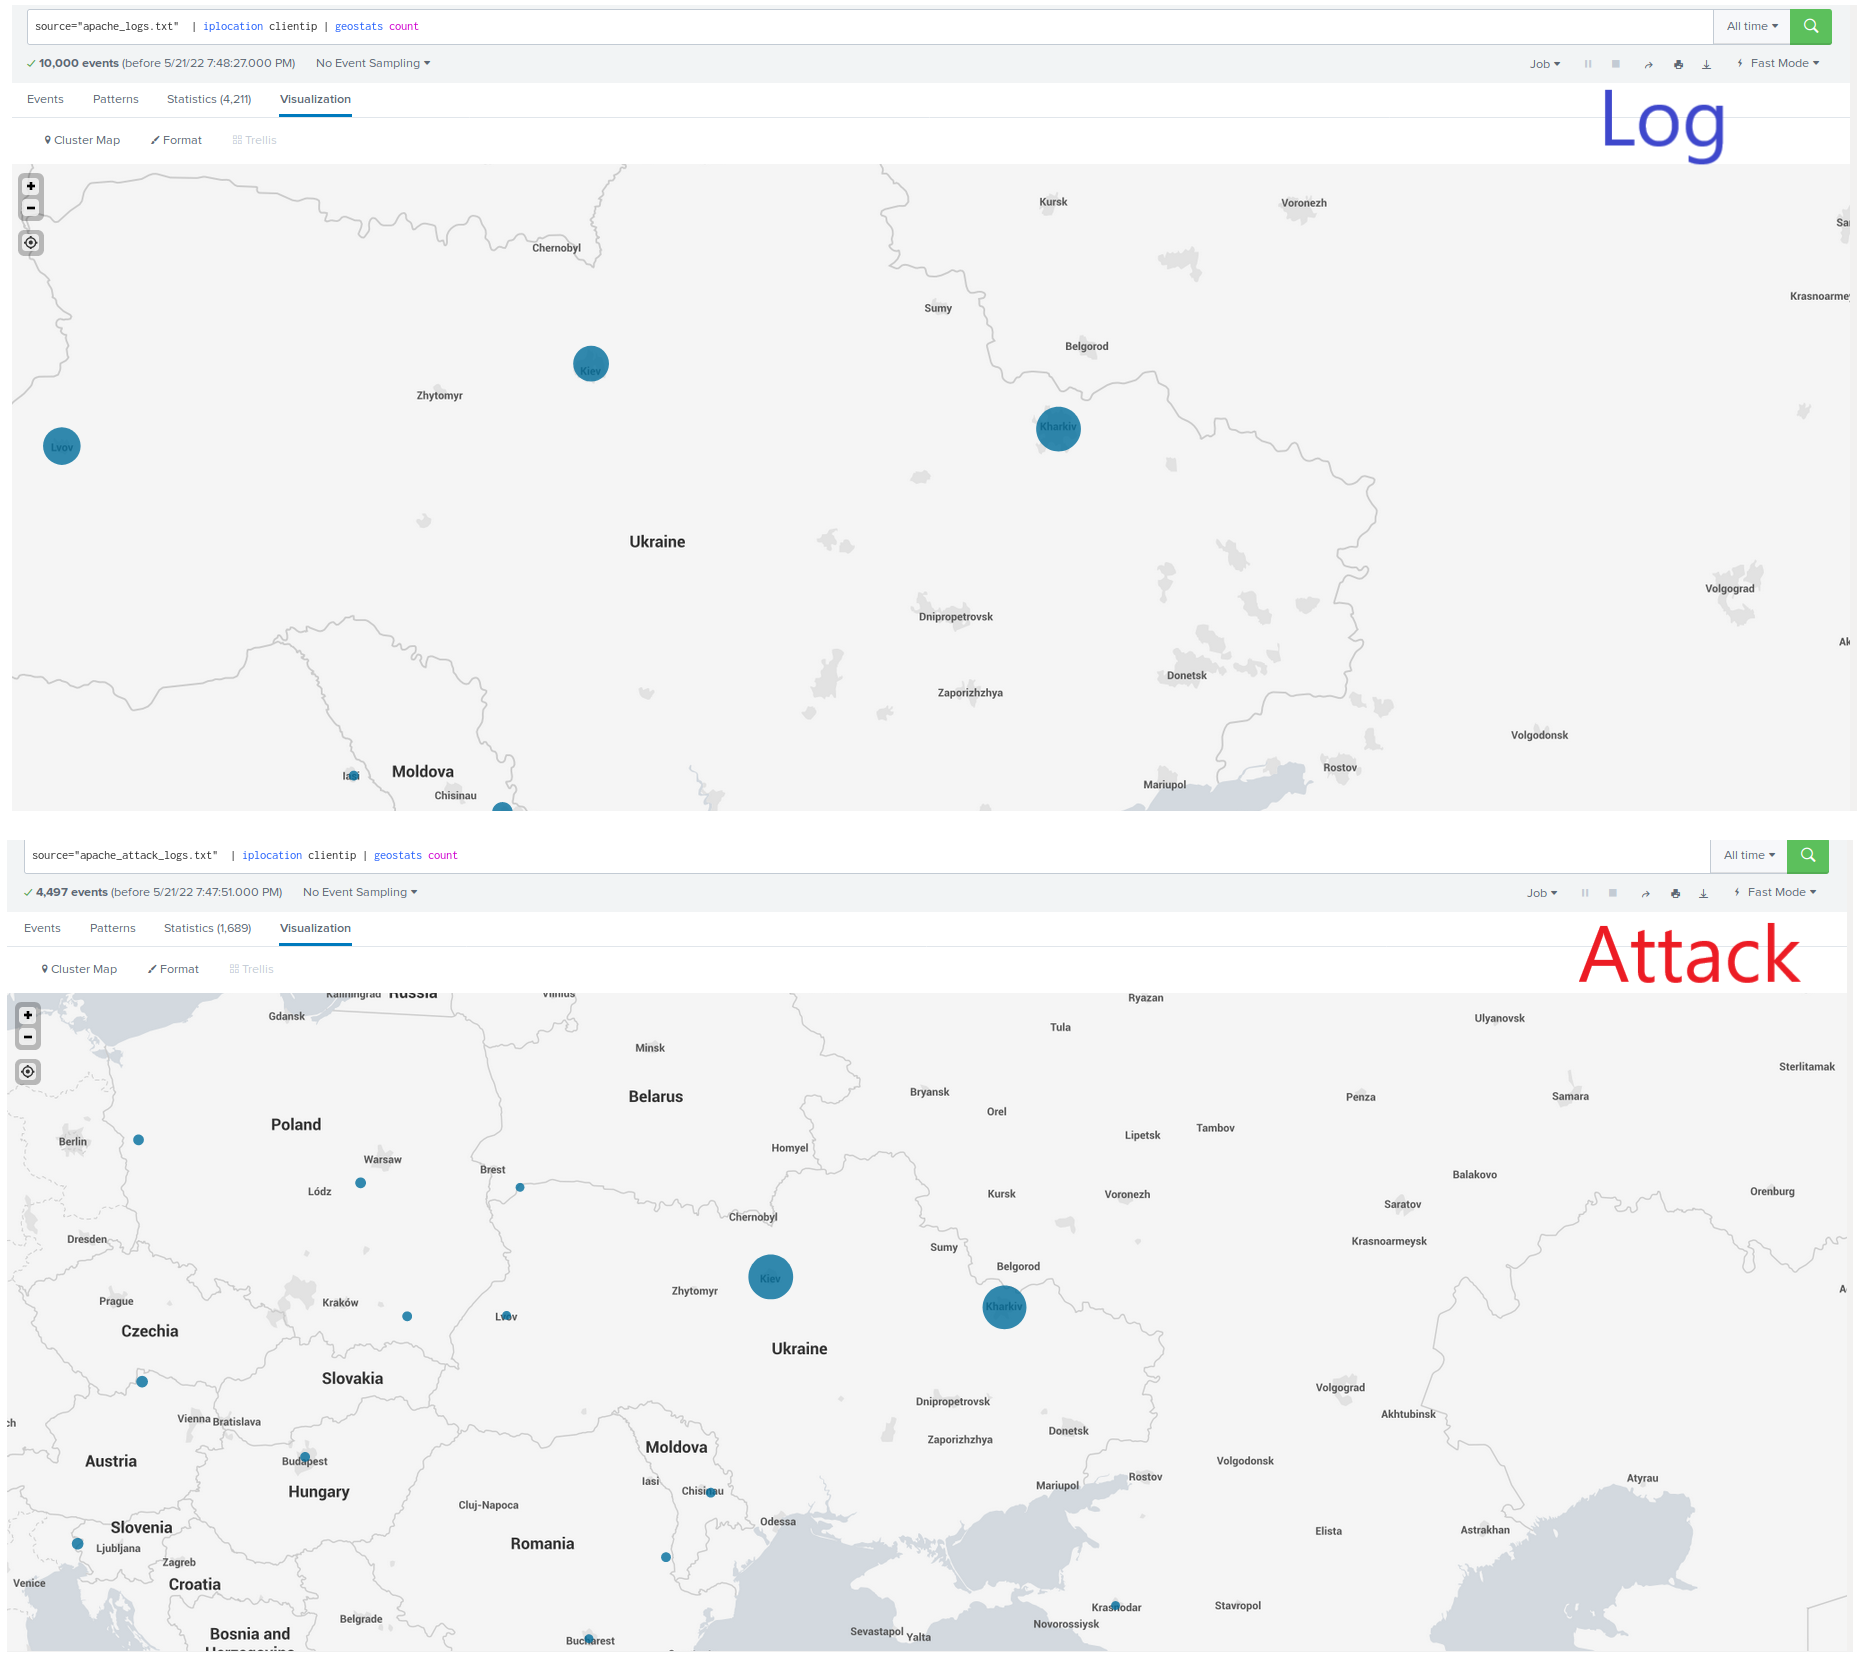 source="apache_logs.txt" | iplocation clientip | geostats count
All time
10,000 events (before 5/21/22 7:48:27.000 PM) No Event Sampling
Job Fast Mode
Events Patterns Statistics (4,211) Visualization
Log
Cluster Map Format Trellis
+
Kursk Voronezh
-
Sa
Chernobyl
Krasnoarme
Sumy
Belgorod
Kiev
Zhytomyr
Kharkiv
Lvov
Ukraine
Volgograd
Dnipropetrovsk
Ak
Donetsk
Zaporizhzhya
Volgodonsk
Iasi Moldova Rostov
Mariupol
Chisinau
source="apache_attack_logs.txt" | iplocation clientip | geostats count
All time
4,497 events (before 5/21/22 7:47:51.000 PM) No Event Sampling
Job Fast Mode
Events Patterns Statistics (1,689) Visualization
Attack
Cluster Map Format Trellis
Kaliningrad Russia Vilnius Ryazan
+
Gdansk Ulyanovsk
Tula
-
Minsk
Sterlitamak
Bryansk Belarus Penza Samara
Orel
Poland
Berlin Lipetsk Tambov
Homyel
Warsaw
Brest Balakovo
Lódz Kursk Voronezh Orenburg
Saratov
Chernobyl
Dresden Sumy Krasnoarmeysk
Belgorod
Kiev
Zhytomyr A
Prague Kraków Kharkiv
Lvov
Czechia
Ukraine
Slovakia
Volgograd
Dnipropetrovsk
Akhtubinsk
ch Vienna Bratislava
Donetsk
Zaporizhzhya
Moldova
Austria Budapest Volgodonsk
Iasi Rostov Atyrau
Hungary Chisinau Mariupol
Cluj-Napoca
Odessa
Slovenia Elista Astrakhan
Ljubljana Romania
Zagreb
Venice Croatia
Krasnodar Stavropol
Belgrade Novorossiysk
Bosnia and Bucharest Sevastapol Yalta
Herzegovina